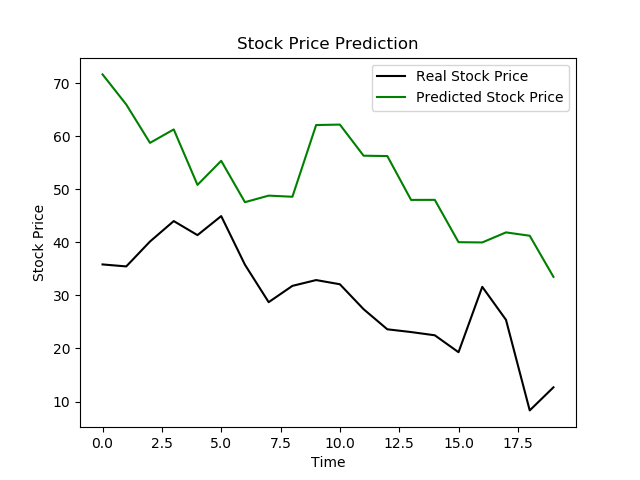 Stock Price Prediction
Real Stock Price
Predicted Stock Price
Stock Price
70
60
50
40
30
20
10
0.0 2.5 5.0 7.5 10.0 12.5 15.0 17.5
Time